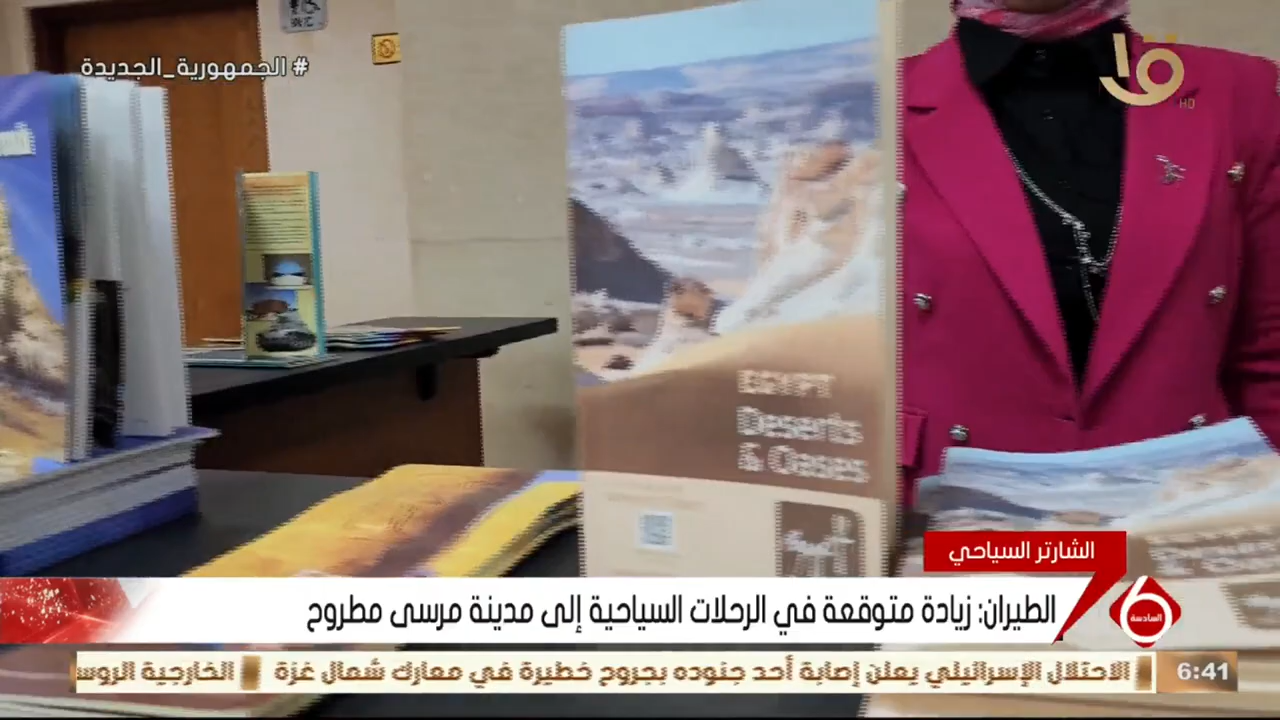 #الجمهورية_الجديدة
HD
EGYPT
Deserts
& Oases
الشارتر السياحي
الطيران: زيادة متوقعة في الرحلات السياحية إلى مدينة مرسى مطروح
السادسة
الاحتلال الإسرائيلي يعلن إصابة أحد جنوده بجروح خطيرة في معارك شمال غزة
الخارجية الروس
6:41